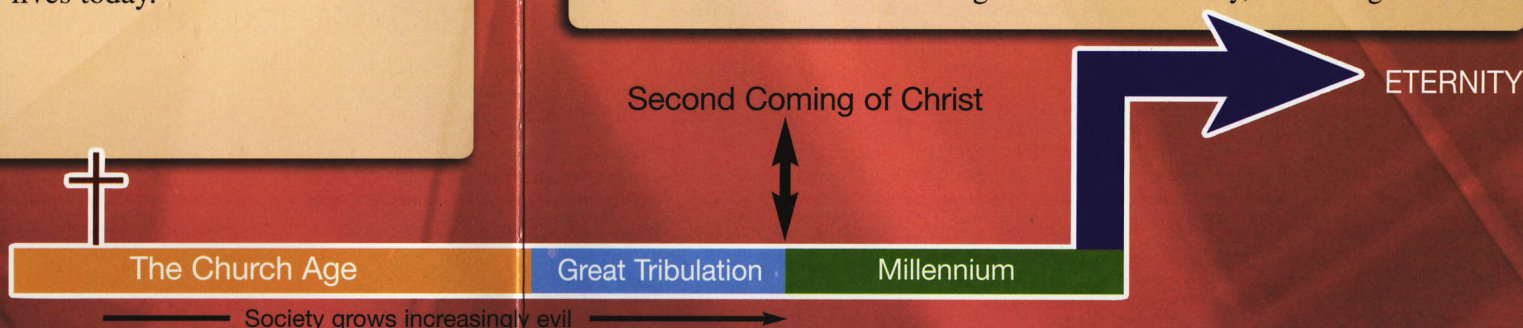 lives today.
Second Coming of Christ
ETERNITY
The Church Age
Great Tribulation
Millennium
Society grows increasingly evil